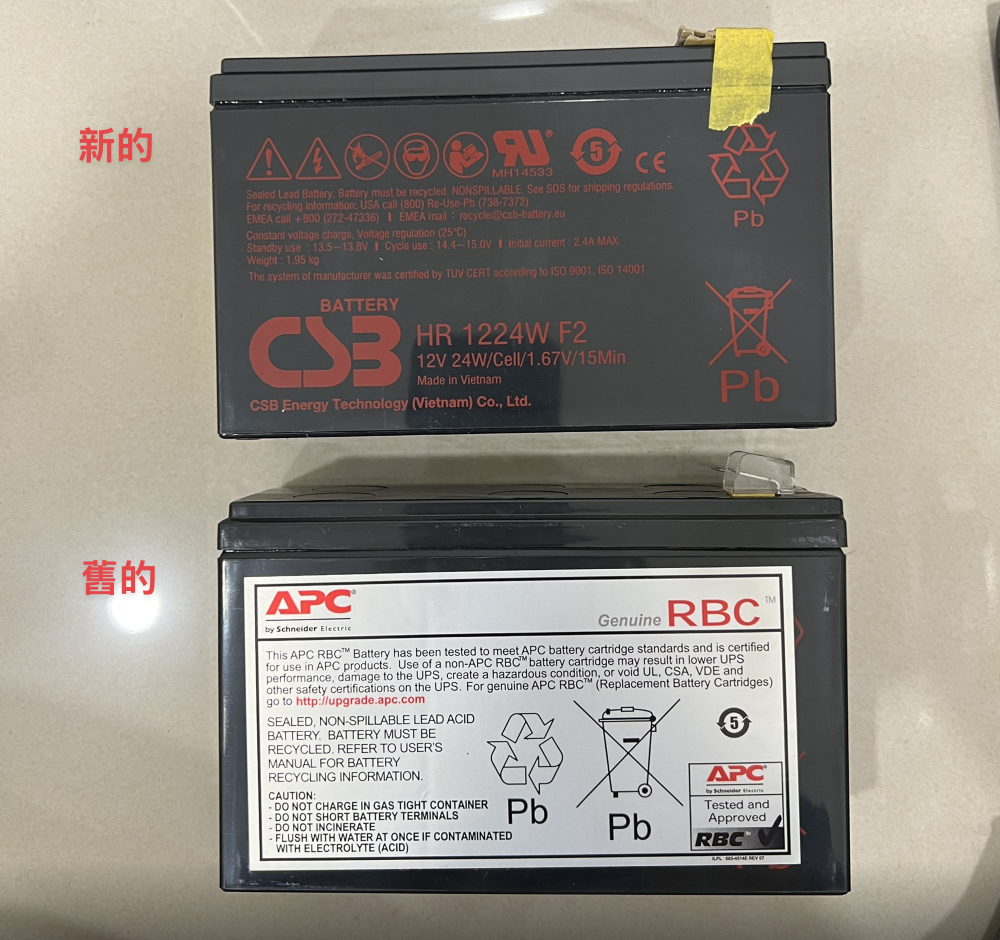 新的
MH14533
5
CE
Sealed Lead Battery. Battery must be recycled. NONSPILLABLE. See SDS for shipping regulations.
For recycling information: USA call (800) Re-Use-Pb (738-7372)
EMEA call +800 (272-47336) | EMEA mail : recycle@csb-battery.eu
Pb
Constant voltage charge, Voltage regulation (25°C)
Standby use : 13.5–13.8V | Cycle use : 14.4–15.0V | Initial current : 2.4A MAX.
Weight : 1.95 kg
The system of manufacturer was certified by TUV CERT according to ISO 9001, ISO 14001
BATTERY
CSB
HR 1224W F2
12V 24W/Cell/1.67V/15Min
Made in Vietnam
CSB Energy Technology (Vietnam) Co., Ltd.
Pb
舊的
APC®
by Schneider Electric
Genuine RBC™
This APC RBC™ Battery has been tested to meet APC battery cartridge standards and is certified
for use in APC products. Use of a non-APC RBC™ battery cartridge may result in lower UPS
performance, damage to the UPS, create a hazardous condition, or void UL, CSA, VDE and
other safety certifications on the UPS. For genuine APC RBC™ (Replacement Battery Cartridges)
go to http://upgrade.apc.com
SEALED, NON-SPILLABLE LEAD ACID
BATTERY. BATTERY MUST BE
RECYCLED. REFER TO USER'S
MANUAL FOR BATTERY
RECYCLING INFORMATION.
CAUTION:
- DO NOT CHARGE IN GAS TIGHT CONTAINER
- DO NOT SHORT BATTERY TERMINALS
- DO NOT INCINERATE
- FLUSH WITH WATER AT ONCE IF CONTAMINATED
WITH ELECTROLYTE (ACID)
Pb
Pb
5
APC®
by Schneider Electric
Tested and
Approved
RBC™
ILPL 885-4514E REV 07